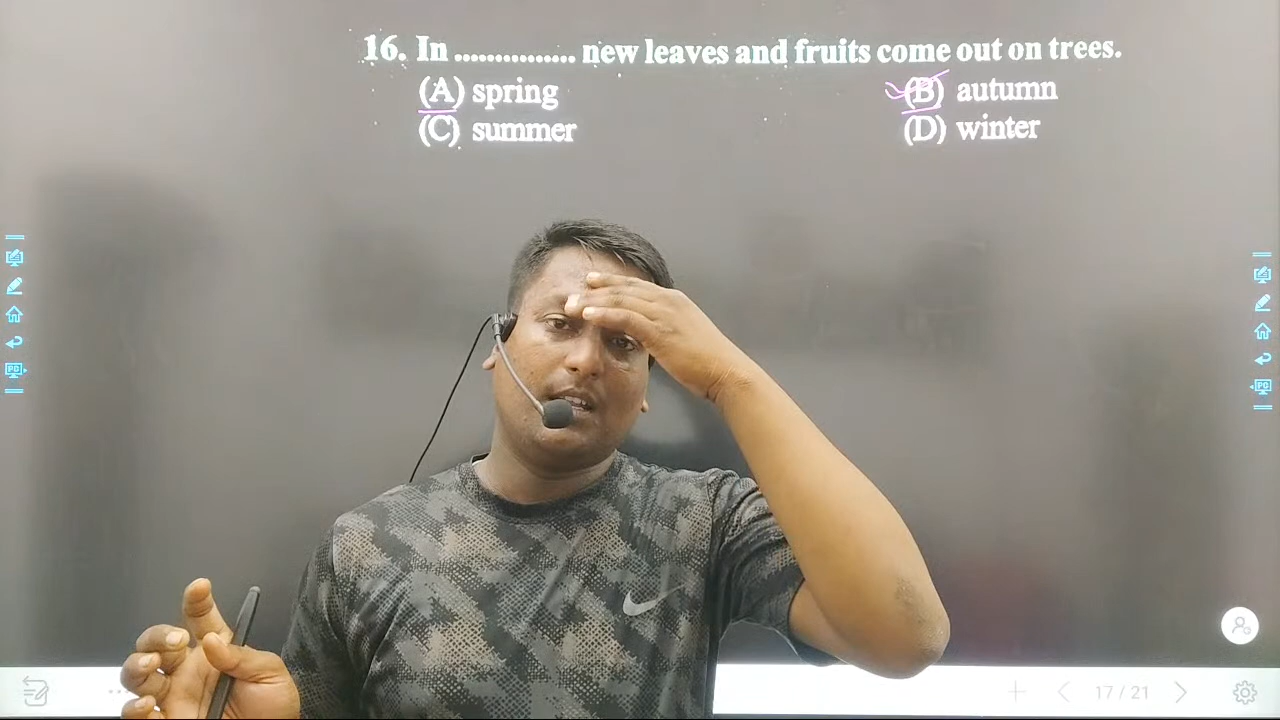 16. In ............... new leaves and fruits come out on trees.
(A) spring (B) autumn
(C) summer (D) winter
17 / 21